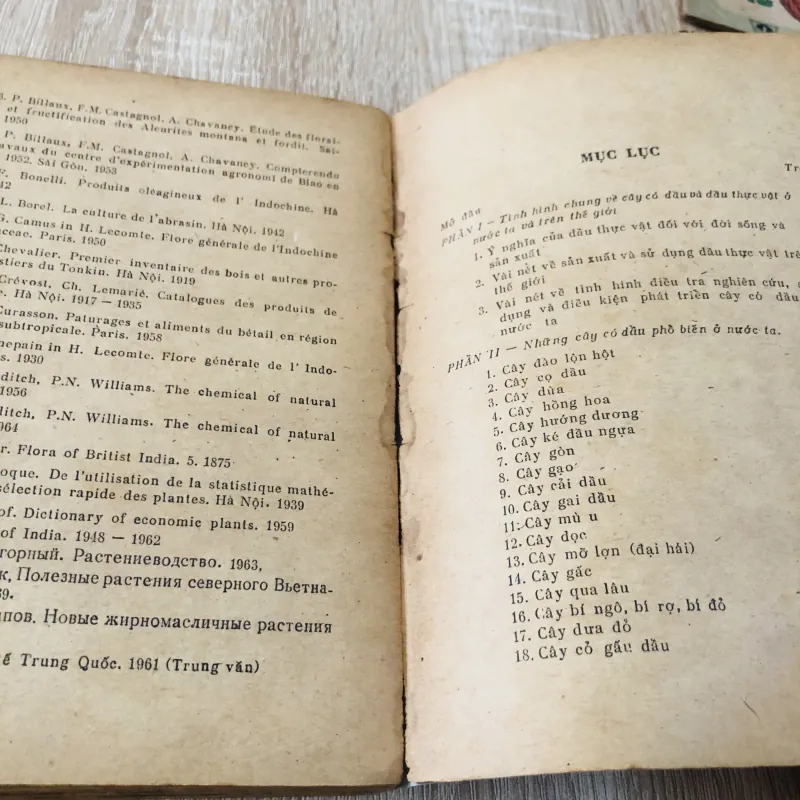 P. Billaux, F.M. Castagnol, A. Chavancy. Etude des florai-
et fructification des Aleurites montana et fordii. Sai-
1950
P. Billaux, F.M. Castagnol, A. Chavancy. Compterendu
avaux du centre d'expérimentation agronomi de Blao en
1952. Sài Gòn. 1953
F. Bonelli. Produits oléagineux de l' Indochine. Hà
42
L. Borel. La culture de l'abrasin. Hà Nội. 1942
G. Camus in H. Lecomte. Flore générale de l'Indochine
aceae. Paris. 1950
Chevalier. Premier inventaire des bois et autres pro-
stiers du Tonkin. Hà Nội. 1919
Crévost, Ch. Lemarié. Catalogues des produits de
e. Hà Nội. 1917 — 1935
Curasson. Paturages et aliments du bétail en région
subtropicale. Paris. 1958
nepain in H. Lecomte. Flore générale de l' Indo-
s. 1930
ditch, P.N. Williams. The chemical of natural
1956
ditch, P.N. Williams. The chemical of natural
964
r. Flora of Britist India. 5. 1875
oque. De l'utilisation de la statistique mathé-
sélection rapide des plantes. Hà Nội. 1939
of. Dictionary of economic plants. 1959
of India. 1948 — 1962
горный. Растениеводство. 1963,
к, Полезные растения северного Вьетна-
39.
ипов. Новые жирномасличные растения
tế Trung Quốc. 1961 (Trung văn)
MỤC LỤC
Tr
Mở đầu
PHẦN I — Tình hình chung về cây có dầu và dầu thực vật ở
nước ta và trên thế giới
1. Ý nghĩa của dầu thực vật đối với đời sống và
sản xuất
2. Vài nét về sản xuất và sử dụng dầu thực vật trê
thế giới
3. Vài nét về tình hình điều tra nghiên cứu,
dụng và điều kiện phát triển cây có dầu
nước ta
PHẦN II — Những cây có dầu phổ biến ở nước ta.
1. Cây đào lộn hột
2. Cây cọ dầu
3. Cây dừa
4. Cây hồng hoa
5. Cây hướng dương
6. Cây ké đầu ngựa
7. Cây gòn
8. Cây gạo
9. Cây cải dầu
10. Cây gai dầu
11. Cây mù u
12. Cây dọc
13. Cây mỡ lợn (đại hái)
14. Cây gấc
15. Cây qua lâu
16. Cây bí ngô, bí rợ, bí đỏ
17. Cây dưa đỏ
18. Cây cỏ gấu dầu